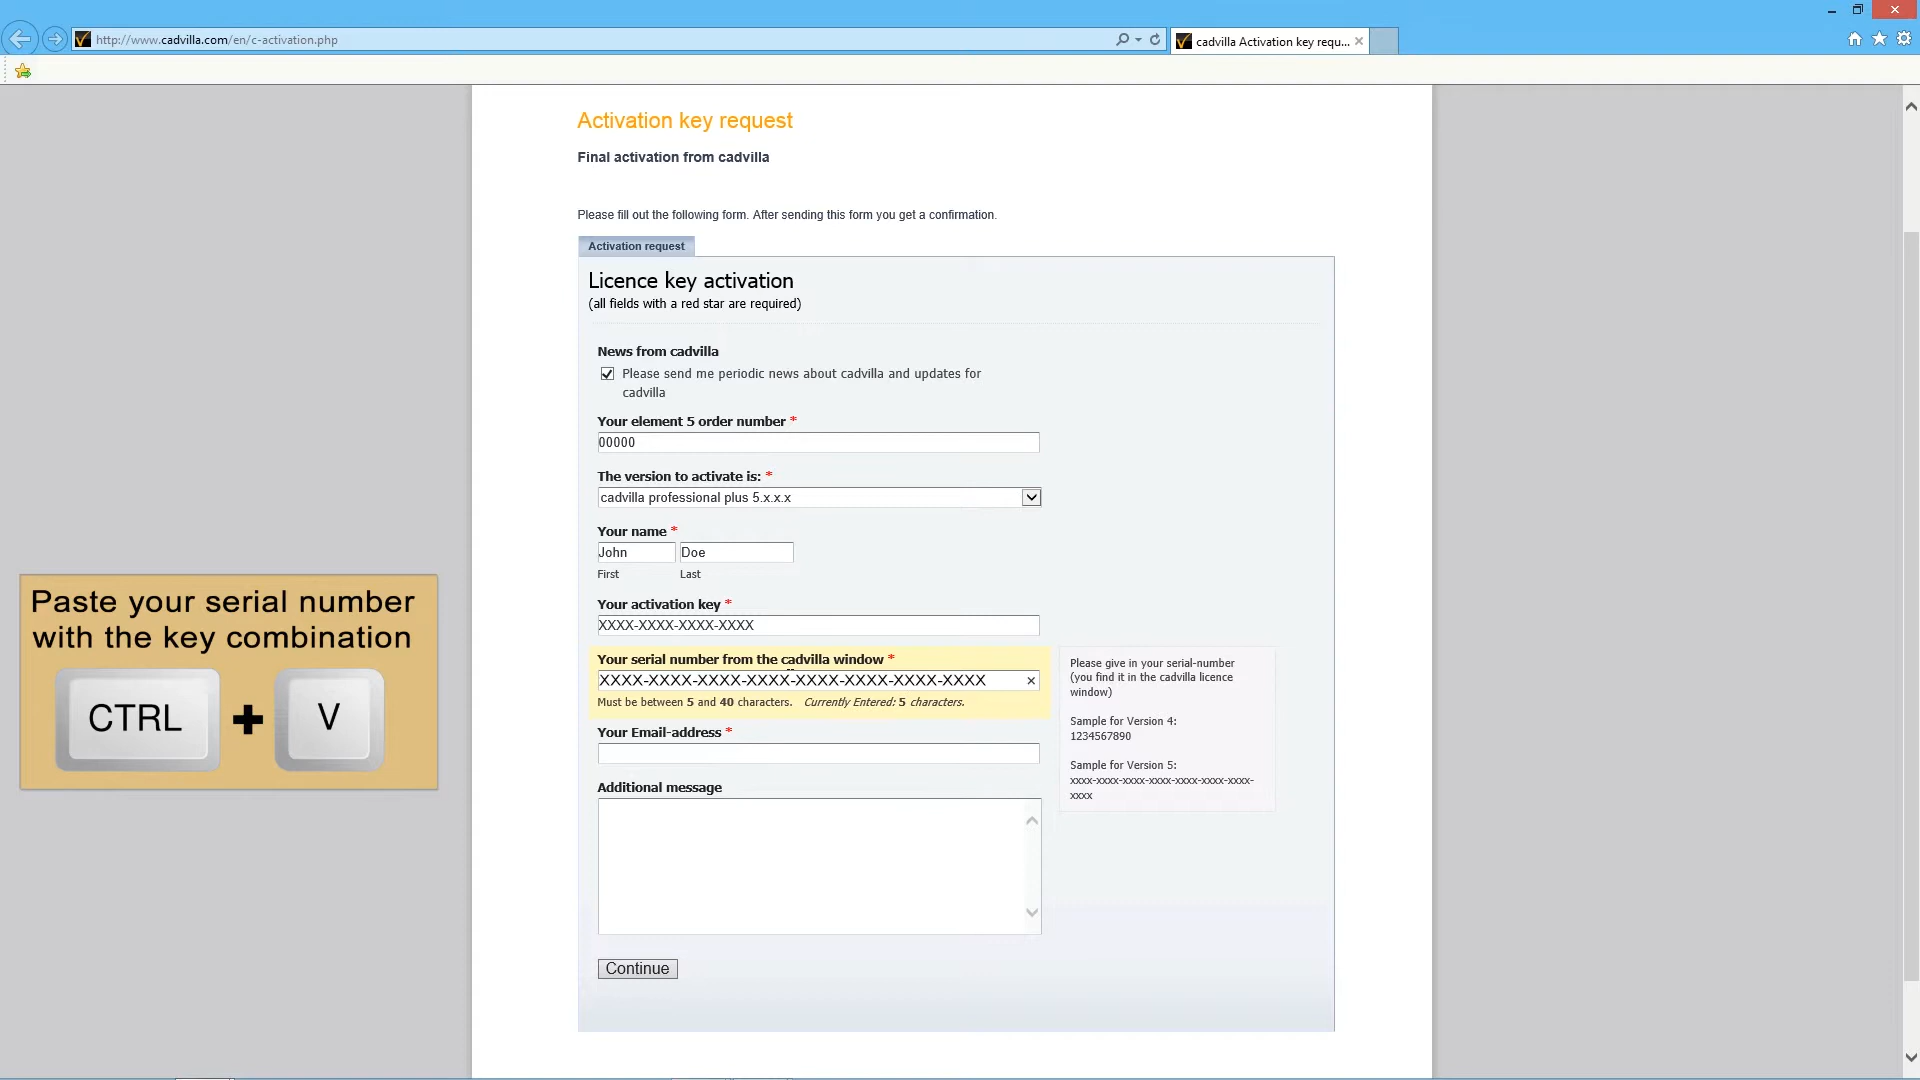 http://www.cadvilla.com/en/c-activation.php
cadvilla Activation key requ...
Activation key request
Final activation from cadvilla
Please fill out the following form. After sending this form you get a confirmation.
Activation request
Licence key activation
(all fields with a red star are required)
News from cadvilla
Please send me periodic news about cadvilla and updates for
cadvilla
Your element 5 order number *
00000
The version to activate is: *
cadvilla professional plus 5.x.x.x
Your name *
John Doe
First Last
Your activation key *
XXXX-XXXX-XXXX-XXXX
Your serial number from the cadvilla window *
XXXX-XXXX-XXXX-XXXX-XXXX-XXXX-XXXX-XXXX
Must be between 5 and 40 characters. Currently Entered: 5 characters.
Your Email-address *
Additional message
Continue
Please give in your serial-number
(you find it in the cadvilla licence
window)
Sample for Version 4:
1234567890
Sample for Version 5:
xxxx-xxxx-xxxx-xxxx-xxxx-xxxx-xxxx-
xxxx
Paste your serial number
with the key combination
CTRL + V